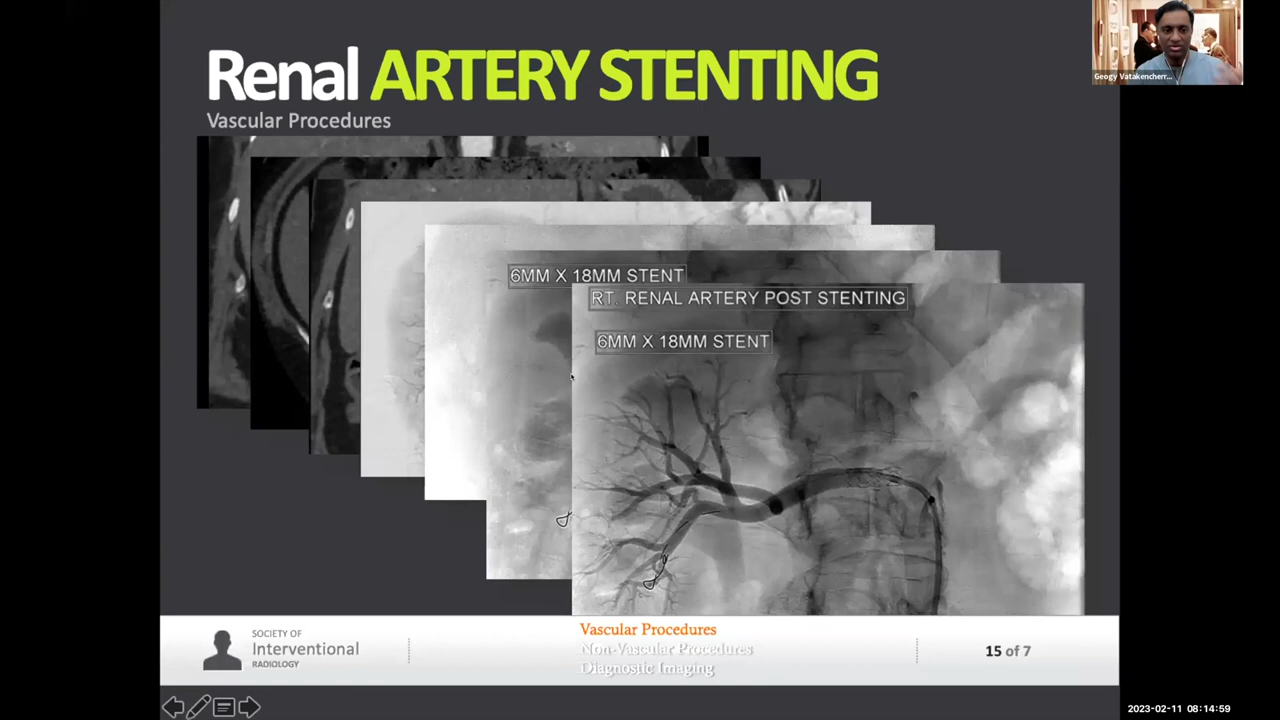 Renal ARTERY STENTING
Vascular Procedures
Geogy Vatakencherr...
6MM X 18MM STENT
RT. RENAL ARTERY POST STENTING
6MM X 18MM STENT
SOCIETY OF
Interventional
RADIOLOGY
Vascular Procedures
Non-Vascular Procedures
Diagnostic Imaging
15 of 7
2023-02-11 08:14:59